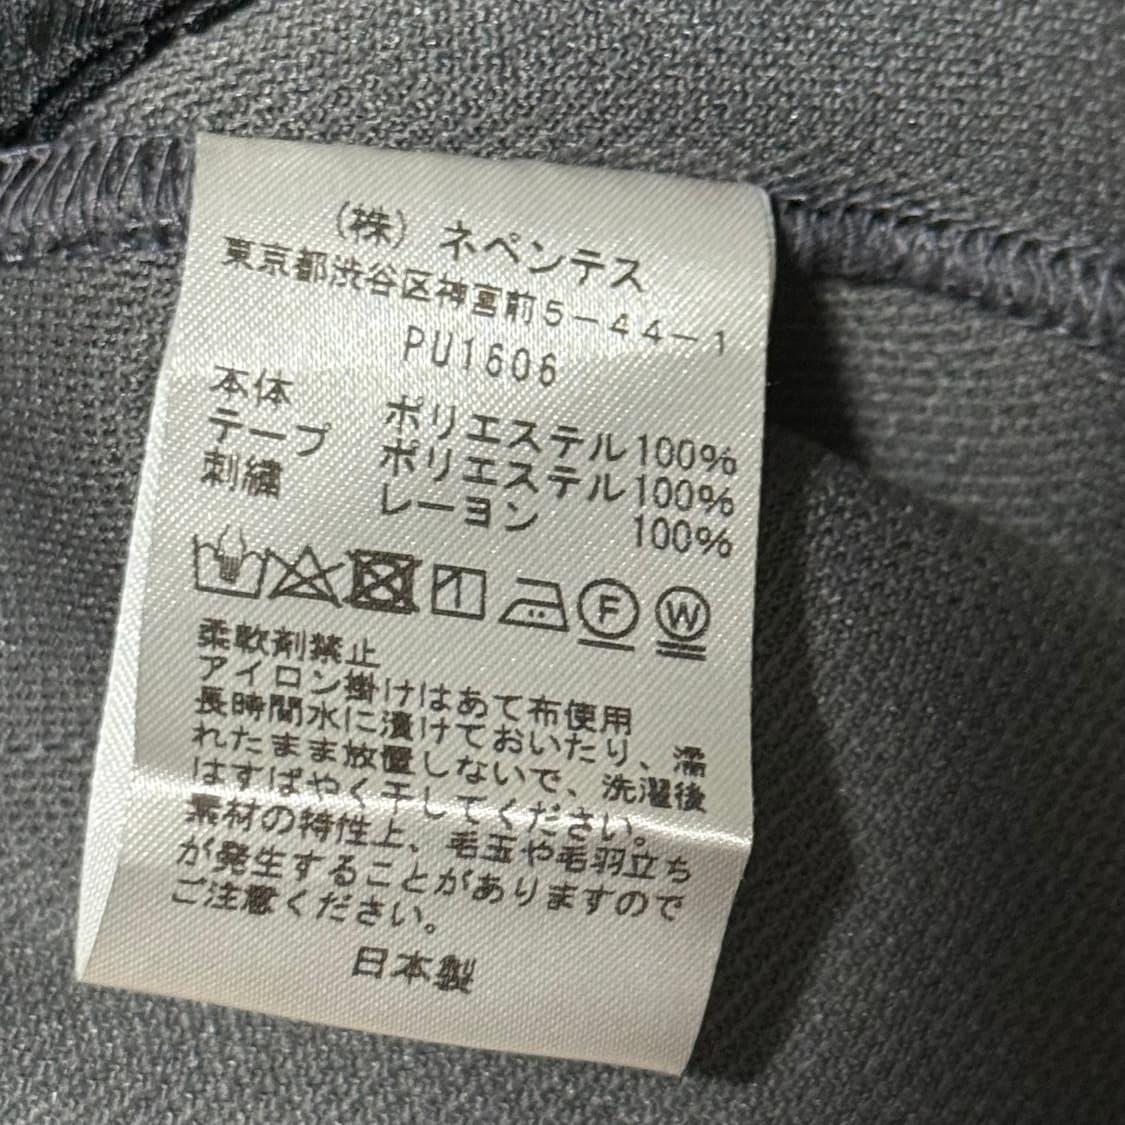 (株)ネペンテス
東京都渋谷区神宮前5-44-1
PU1606
本体 ポリエステル100%
テープ ポリエステル100%
刺繍 レーヨン 100%
F W
柔軟剤禁止
アイロン掛けはあて布使用
長時間水に漬けておいたり、濡
れたまま放置しないで、洗濯後
はすばやく干してください。
素材の特性上、毛玉や毛羽立ち
が発生することがありますので
ご注意ください。
日本製